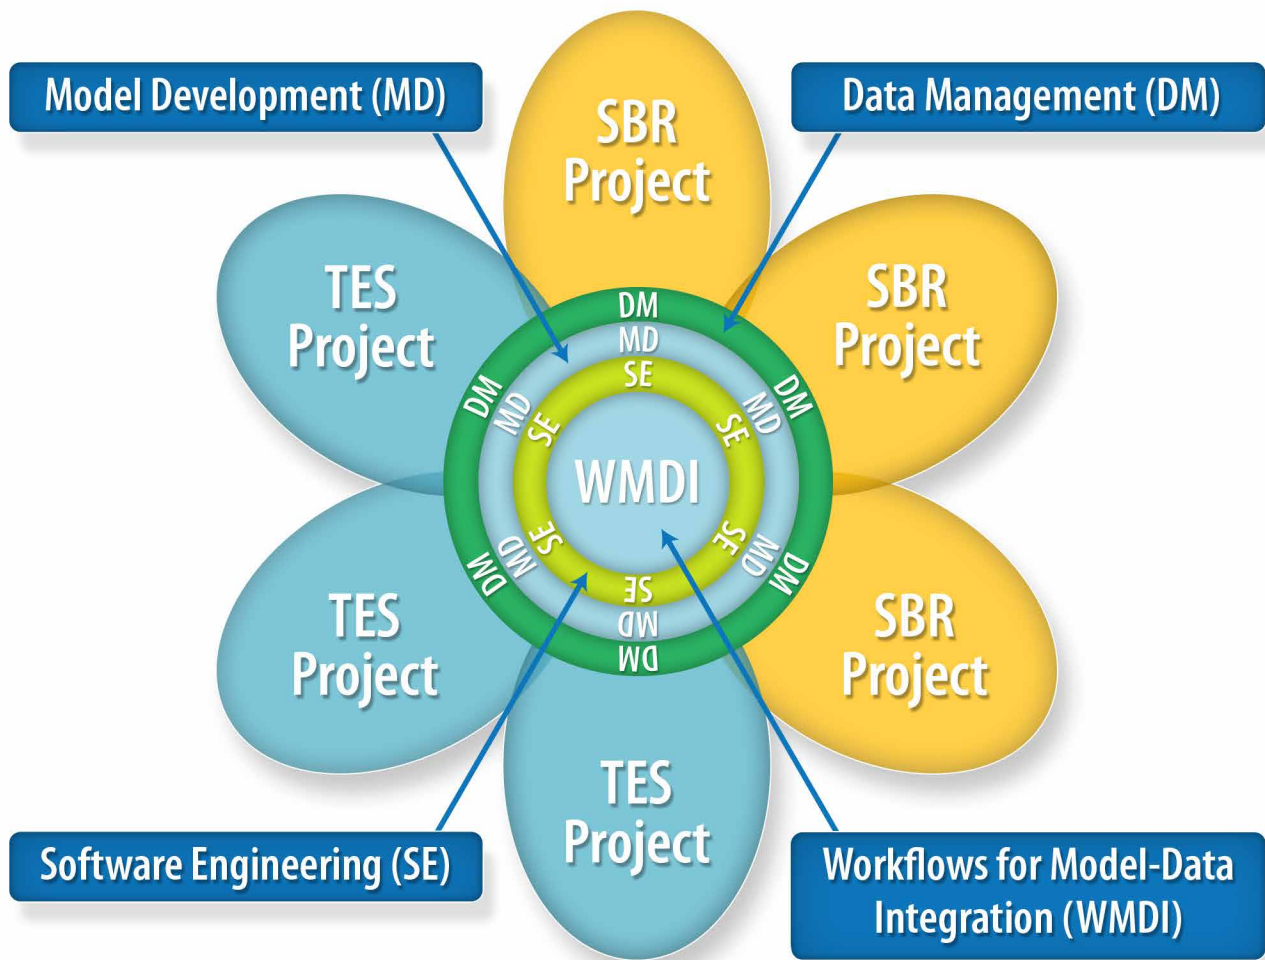 Model Development (MD)
Data Management (DM)
SBR
Project
TES
Project
SBR
Project
DM
MD
SE
DM
MD
SE
DM
MD
SE
WMDI
DM
MD
SE
DM
MD
SE
SE
MD
DM
TES
Project
SBR
Project
TES
Project
Software Engineering (SE)
Workflows for Model-Data
Integration (WMDI)